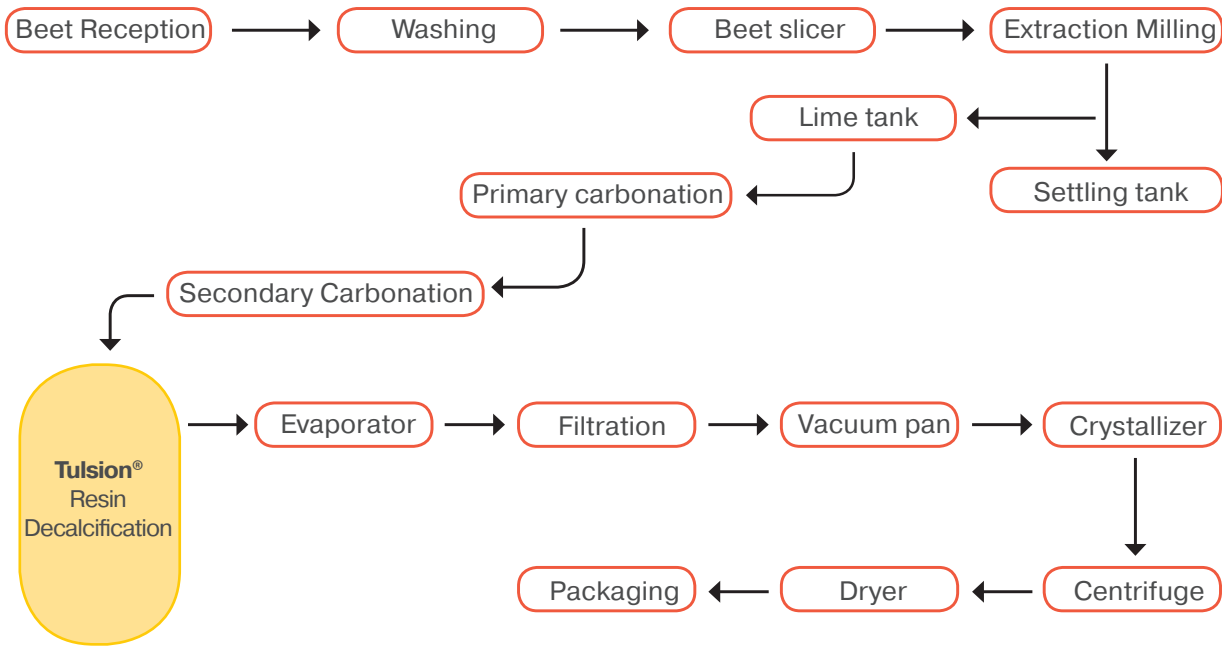 Beet Reception
Washing
Beet slicer
Extraction Milling
Lime tank
Settling tank
Primary carbonation
Secondary Carbonation
Tulsion®
Resin
Decalcification
Evaporator
Filtration
Vacuum pan
Crystallizer
Centrifuge
Dryer
Packaging